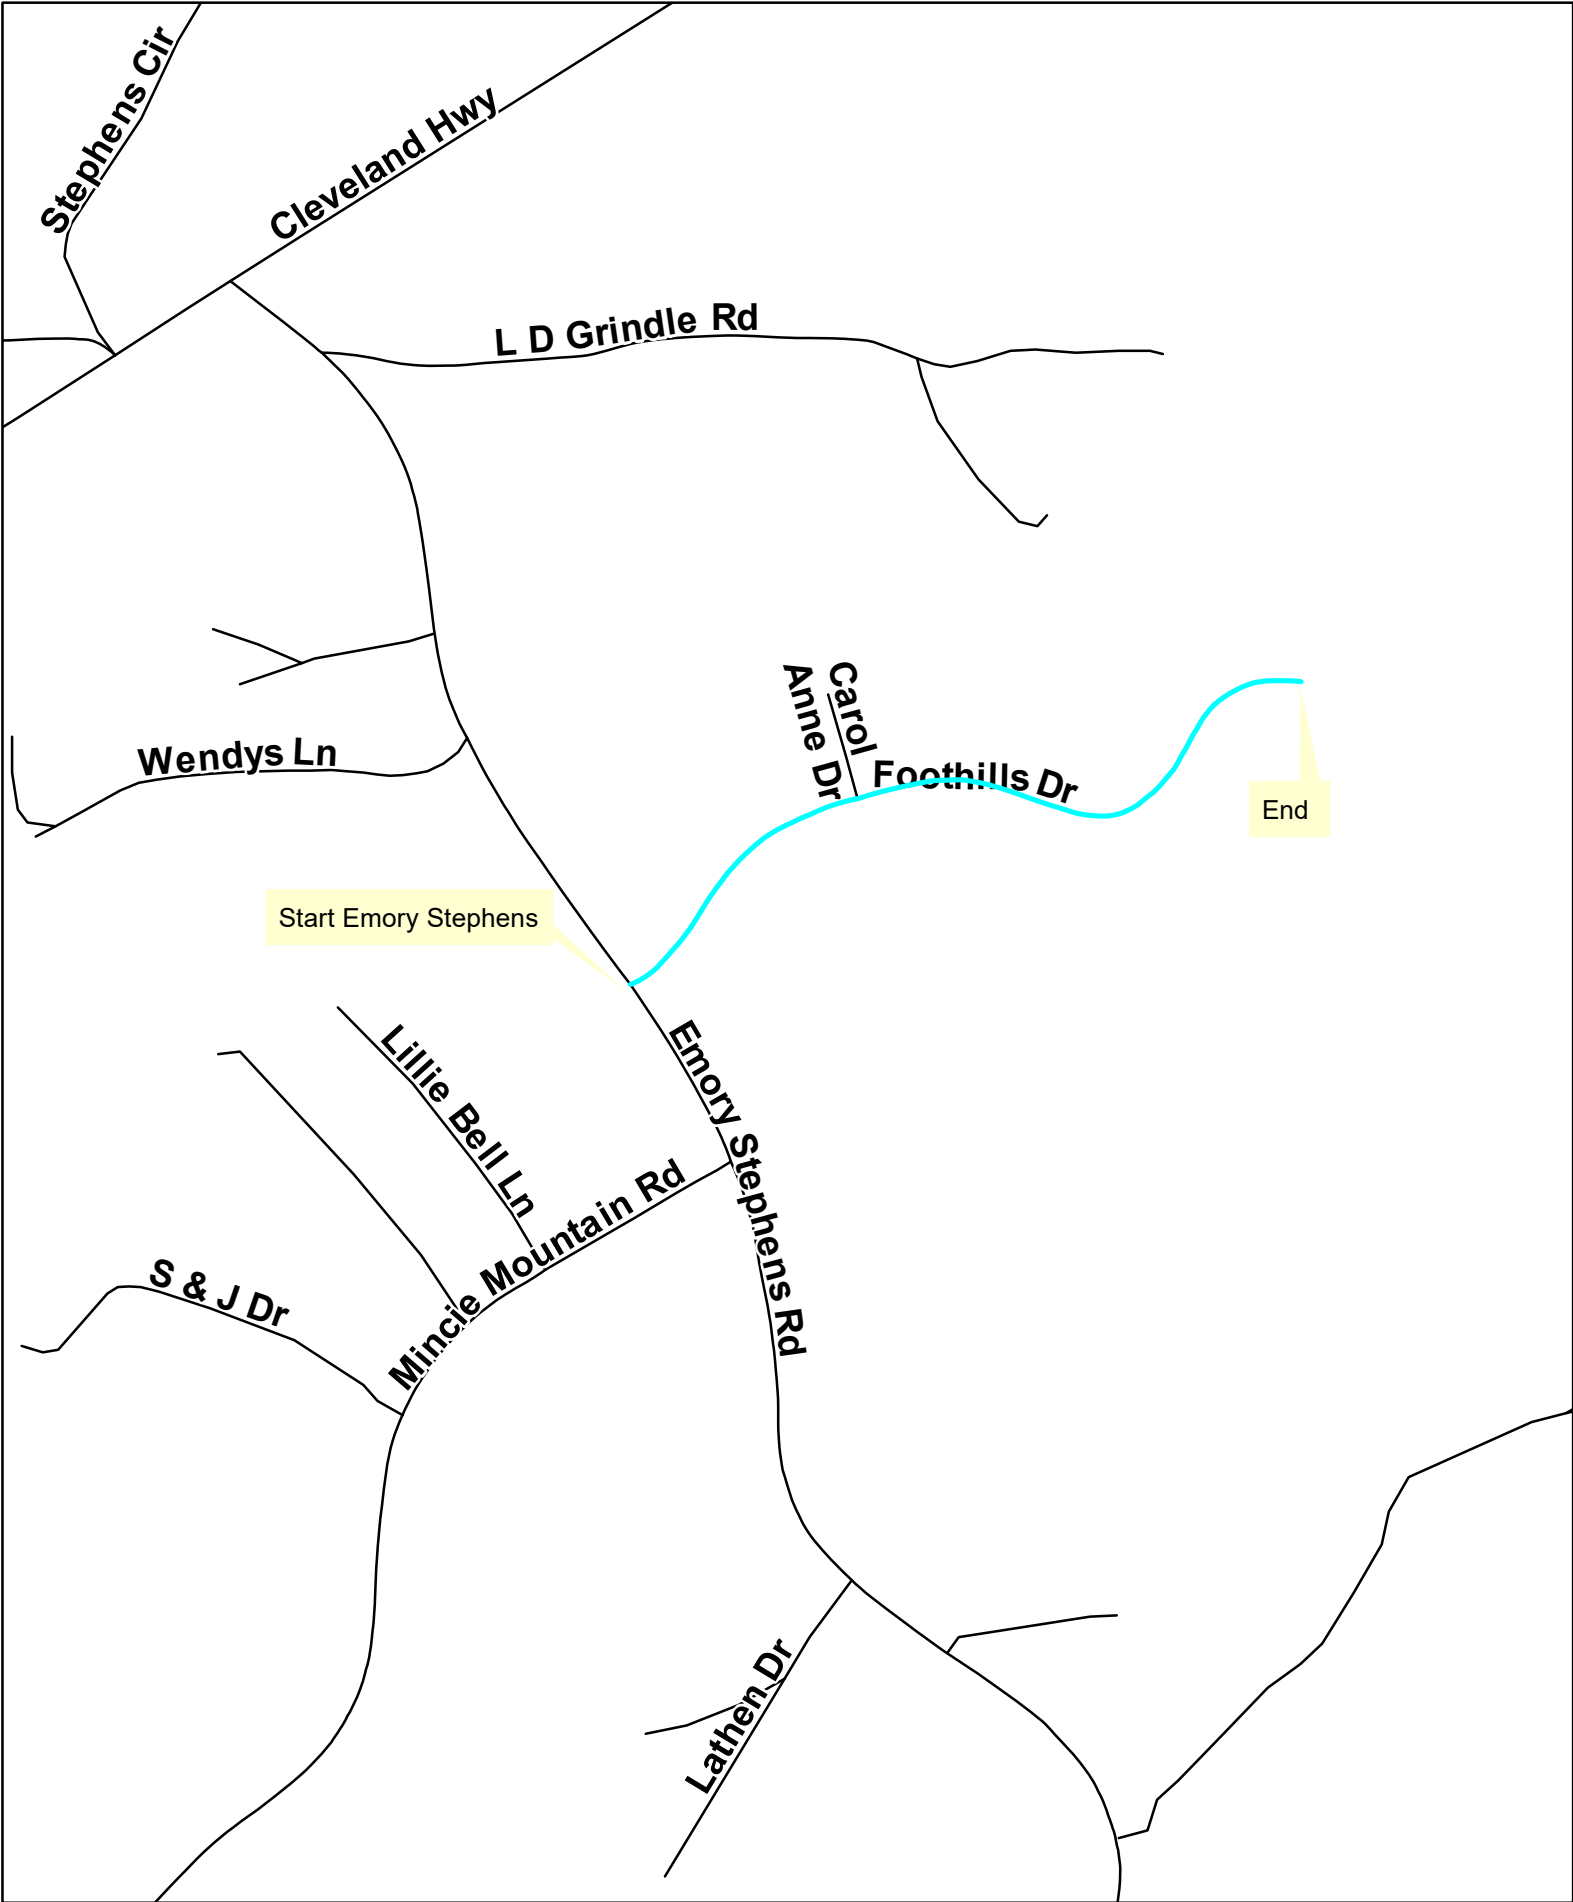 Stephens Cir
Cleveland Hwy
L D Grindle Rd
Carol
Anne Dr
Wendys Ln
Foothills Dr
End
Start Emory Stephens
Lillie Bell Ln
Emory Stephens Rd
Mincie Mountain Rd
S & J Dr
Lathen Dr